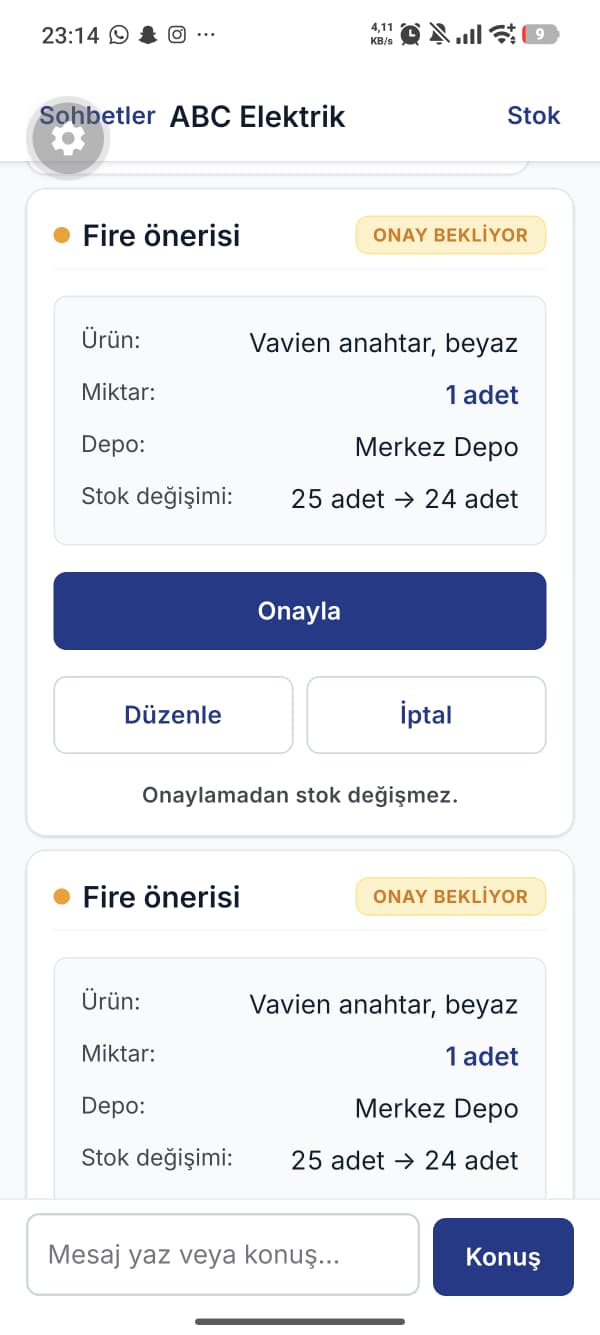 23:14 ... 4,11 KB/s 9
Sohbetler ABC Elektrik Stok
Fire önerisi ONAY BEKLİYOR
Ürün: Vavien anahtar, beyaz
Miktar: 1 adet
Depo: Merkez Depo
Stok değişimi: 25 adet → 24 adet
Onayla
Düzenle İptal
Onaylamadan stok değişmez.
Fire önerisi ONAY BEKLİYOR
Ürün: Vavien anahtar, beyaz
Miktar: 1 adet
Depo: Merkez Depo
Stok değişimi: 25 adet → 24 adet
Mesaj yaz veya konuş... Konuş